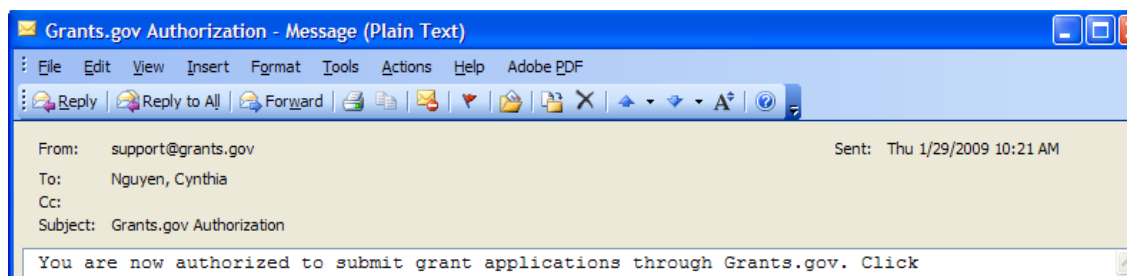 Grants.gov Authorization - Message (Plain Text)
File Edit View Insert Format Tools Actions Help Adobe PDF
Reply Reply to All Forward A
From: support@grants.gov Sent: Thu 1/29/2009 10:21 AM
To: Nguyen, Cynthia
Cc:
Subject: Grants.gov Authorization
You are now authorized to submit grant applications through Grants.gov. Click